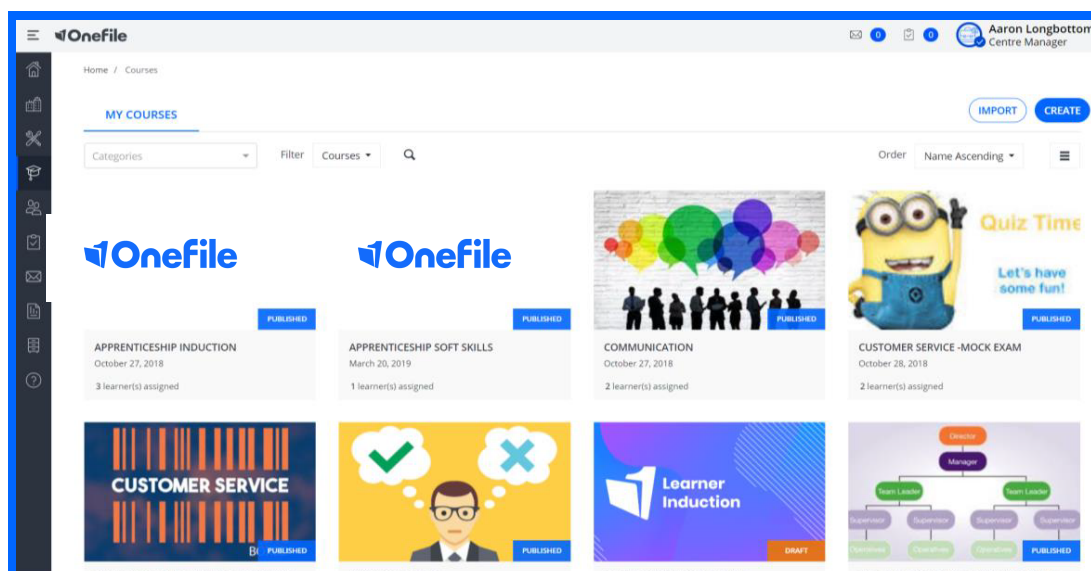 Onefile
0
0
Aaron Longbottom
Centre Manager
Home / Courses
MY COURSES
IMPORT
CREATE
Categories
Filter
Courses
Order
Name Ascending
Onefile
PUBLISHED
APPRENTICESHIP INDUCTION
October 27, 2018
3 learner(s) assigned
Onefile
PUBLISHED
APPRENTICESHIP SOFT SKILLS
March 20, 2019
1 learner(s) assigned
PUBLISHED
COMMUNICATION
October 27, 2018
2 learner(s) assigned
Quiz Time
Let's have
some fun!
PUBLISHED
CUSTOMER SERVICE -MOCK EXAM
October 28, 2018
2 learner(s) assigned
CUSTOMER SERVICE
PUBLISHED
PUBLISHED
Learner
Induction
DRAFT
Director
Manager
Team Leader
Team Leader
Supervisor
Supervisor
Supervisor
Supervisor
Operatives
Operatives
Operatives
PUBLISHED